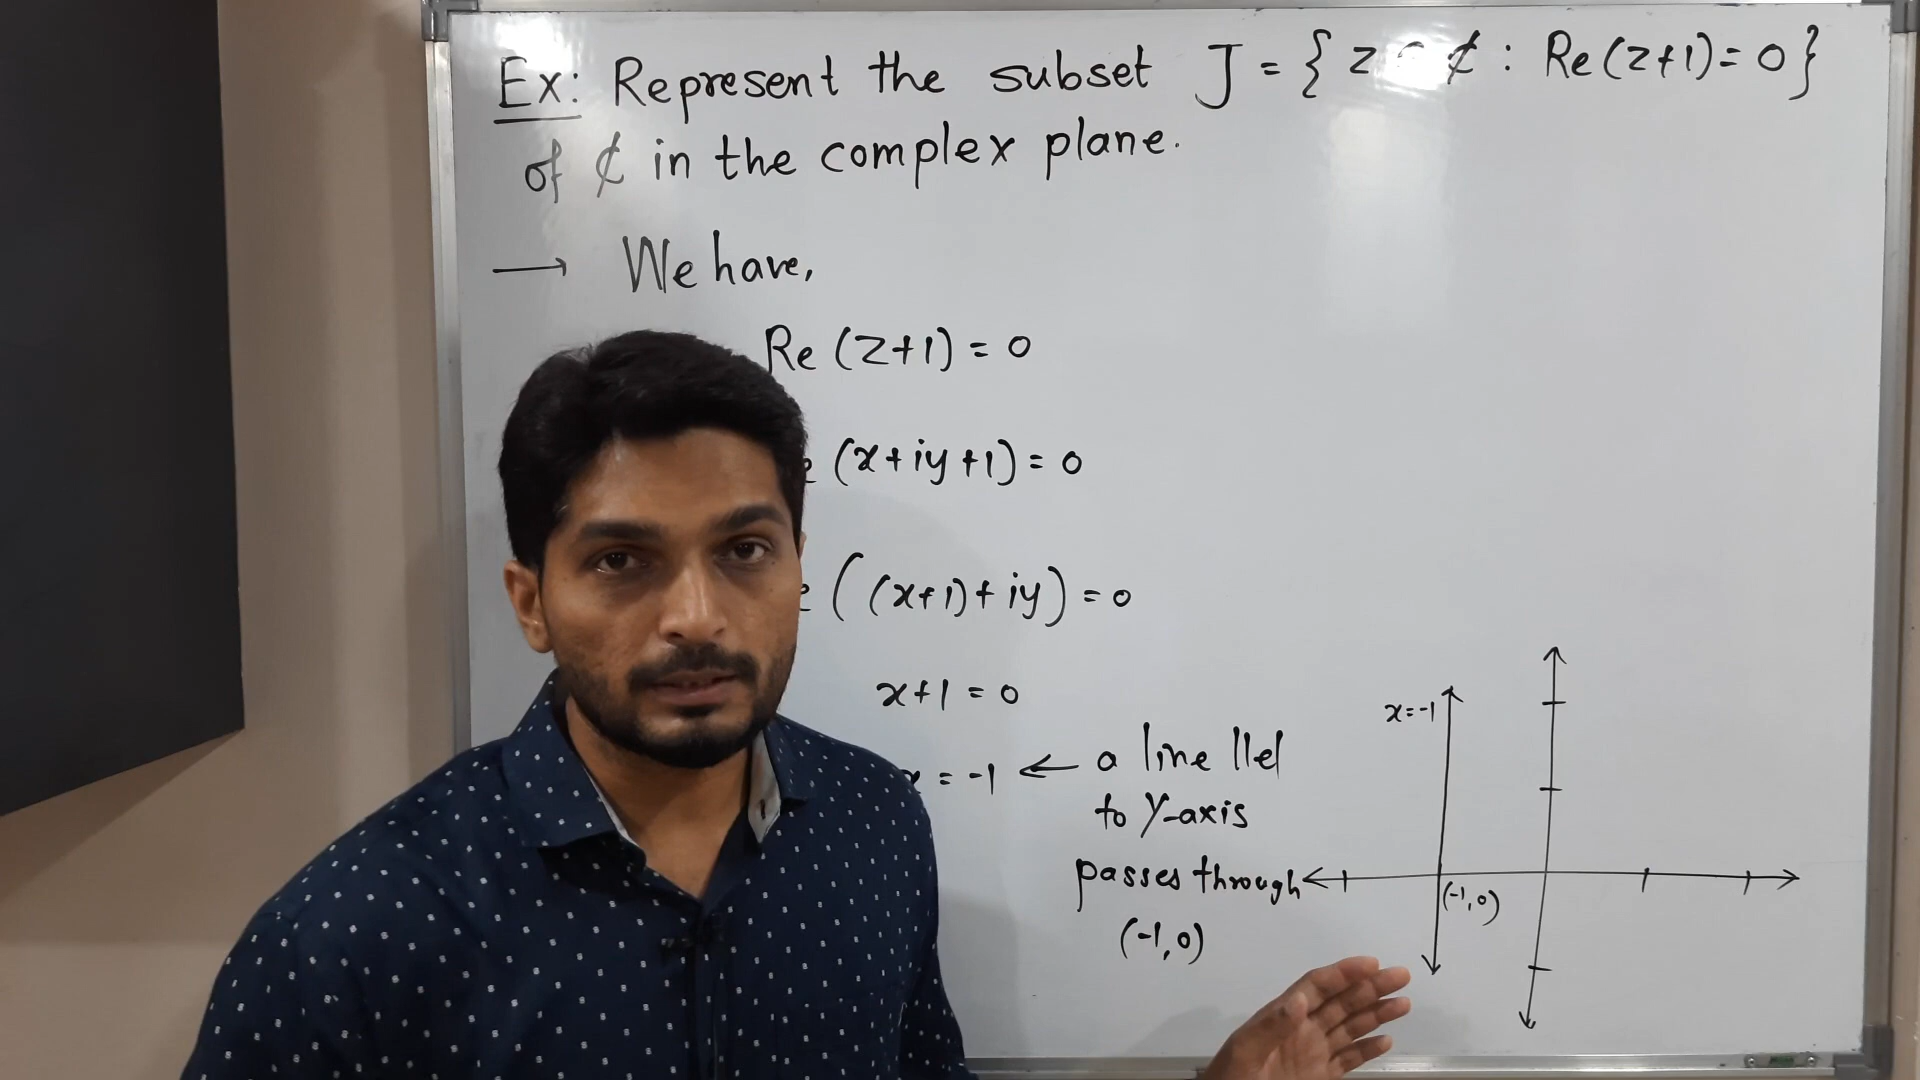 Ex: Represent the subset J = { z ℂ : Re(z+1) = 0 }
of ℂ in the complex plane.
→ We have,
Re (z+1) = 0
(x+iy+1) = 0
((x+1)+iy) = 0
x+1 = 0
x = -1 ← a line llel
to Y-axis
passes through
(-1,0)
x=-1
(-1,0)